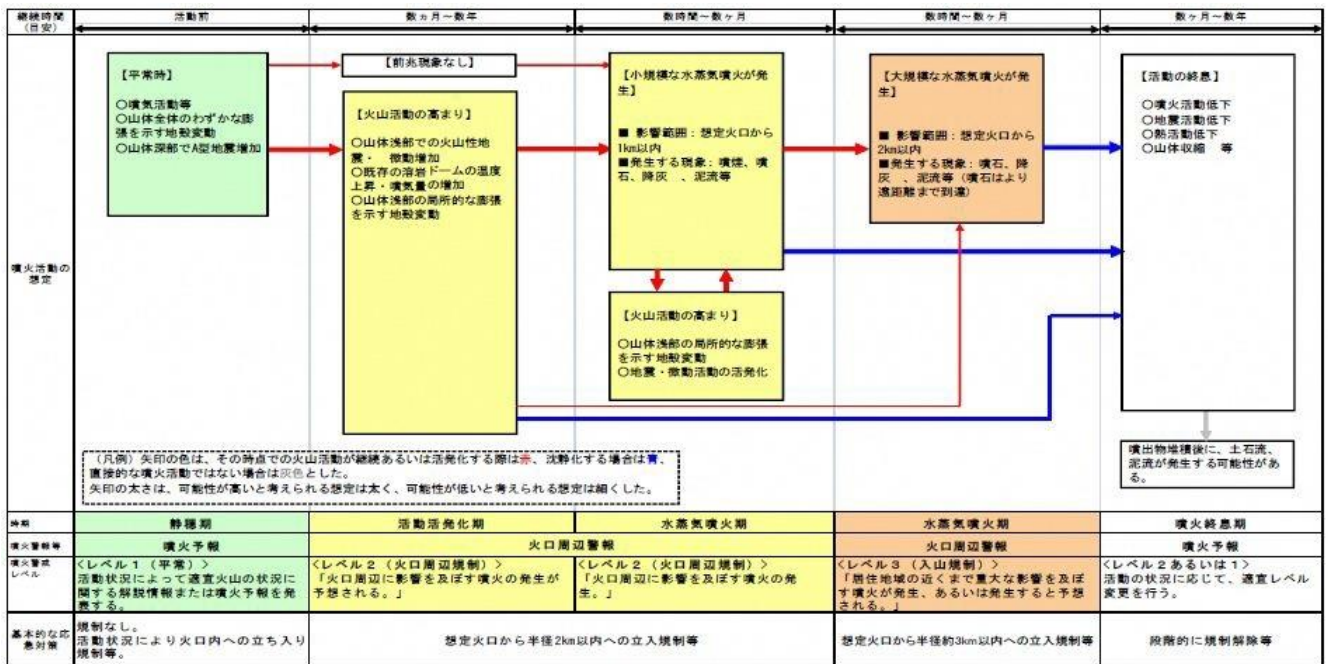 継続時間
(目安)
活動前
数ヵ月～数年
数時間～数ヶ月
数時間～数ヶ月
数ヶ月～数年
噴火活動の
想定
【平常時】
○噴気活動等
○山体全体のわずかな膨
張を示す地殻変動
○山体深部でA型地震増加
【前兆現象なし】
【火山活動の高まり】
○山体浅部での火山性地
震・ 微動増加
○既存の溶岩ドームの温度
上昇・噴気量の増加
○山体浅部の局所的な膨張
を示す地殻変動
【小規模な水蒸気噴火が発
生】
■ 影響範囲：想定火口から
1km以内
■発生する現象：噴煙、噴
石、降灰 、泥流等
【火山活動の高まり】
○山体浅部の局所的な膨張
を示す地殻変動
○地震・微動活動の活発化
【大規模な水蒸気噴火が発
生】
■ 影響範囲：想定火口から
2km以内
■発生する現象：噴石、降
灰 、泥流等（噴石はより
遠距離まで到達）
【活動の終息】
○噴火活動低下
○地震活動低下
○熱活動低下
○山体収縮 等
噴出物堆積後に、土石流、
泥流が発生する可能性があ
る。
（凡例）矢印の色は、その時点での火山活動が継続あるいは活発化する際は赤、沈静化する場合は青、
直接的な噴火活動ではない場合は灰色とした。
矢印の太さは、可能性が高いと考えられる想定は太く、可能性が低いと考えられる想定は細くした。
時期
静穏期
活動活発化期
水蒸気噴火期
水蒸気噴火期
噴火終息期
噴火警報等
噴火予報
火口周辺警報
火口周辺警報
噴火予報
噴火警戒
レベル
<レベル１（平常）>
活動状況によって適宜火山の状況に
関する解説情報または噴火予報を発
表する。
<レベル２（火口周辺規制）>
「火口周辺に影響を及ぼす噴火の発生が
予想される。」
<レベル２（火口周辺規制）>
「火口周辺に影響を及ぼす噴火の発
生。」
<レベル３（入山規制）>
「居住地域の近くまで重大な影響を及ぼ
す噴火が発生、あるいは発生すると予想
される。」
<レベル２あるいは１>
活動の状況に応じて、適宜レベル
変更を行う。
基本的な応
急対策
規制なし。
活動状況により火口内への立ち入り
規制等。
想定火口から半径2km以内への立入規制等
想定火口から半径約3km以内への立入規制等
段階的に規制解除等